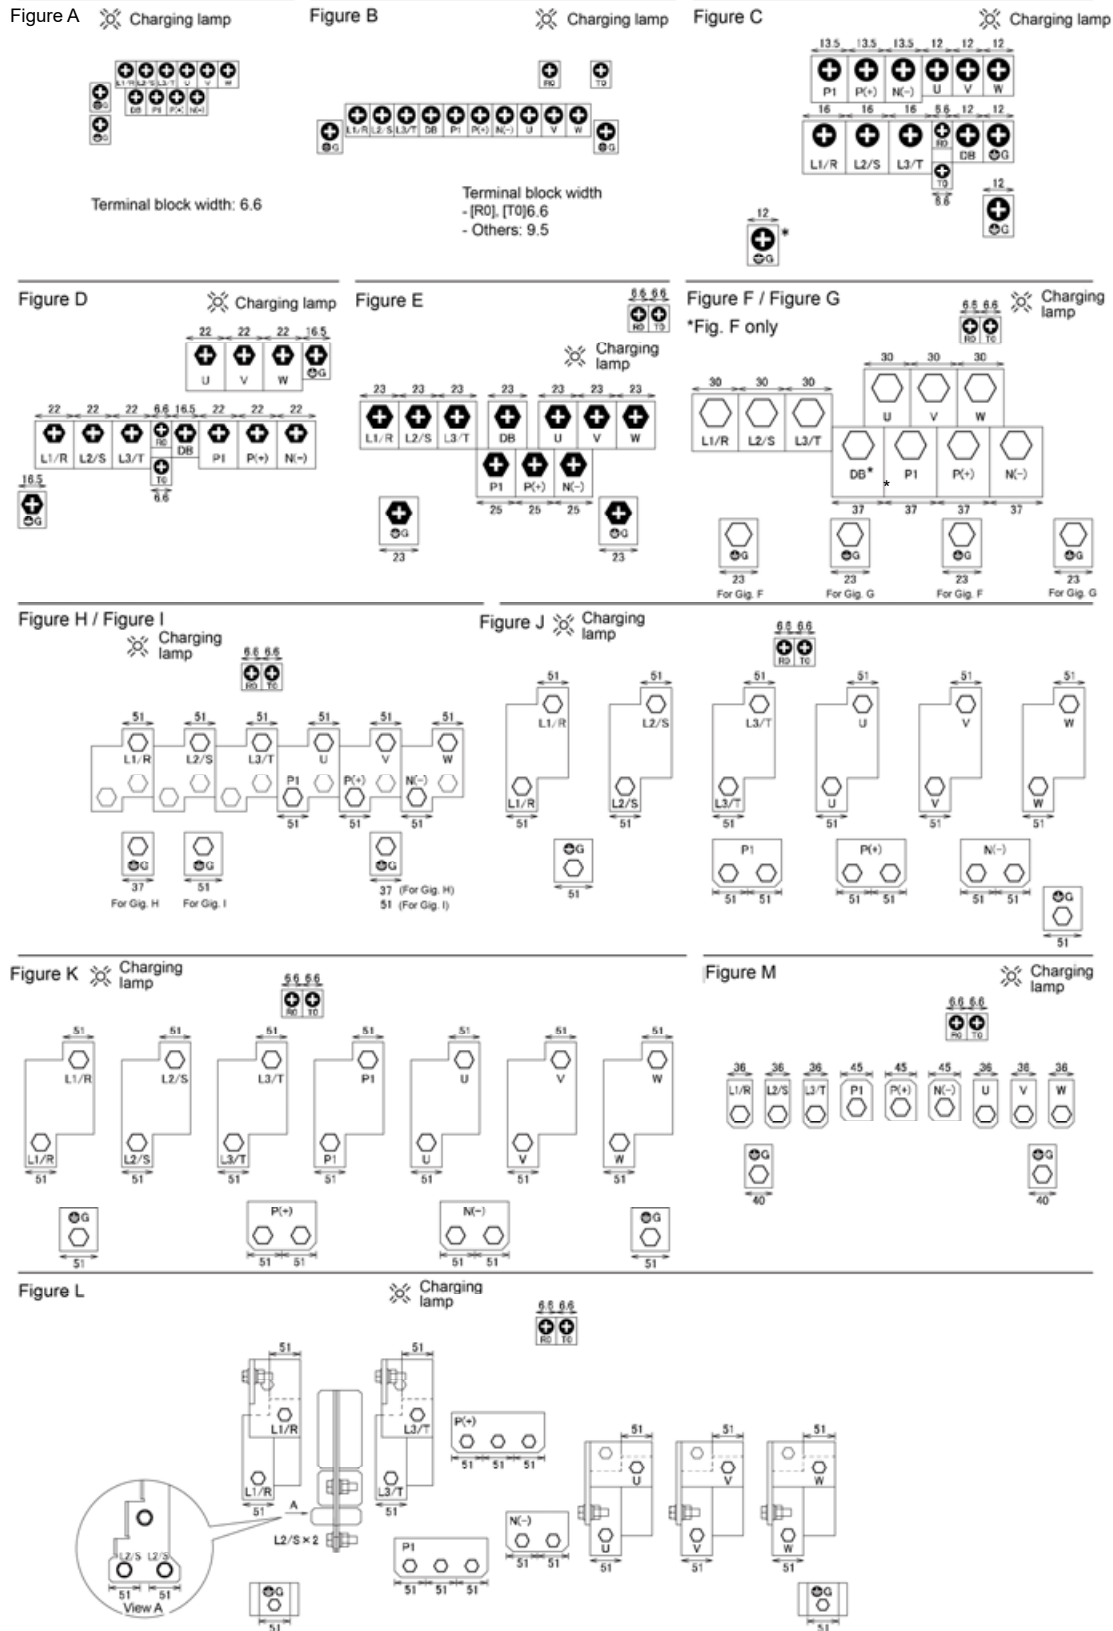 Figure A
Charging lamp
L1/R L2/S L3/T U V W
G
DB P1 P(+) N(-)
G
Terminal block width: 6.6
Figure B
Charging lamp
R0 T0
G L1/R L2/S L3/T DB P1 P(+) N(-) U V W G
Terminal block width
- [R0], [T0]6.6
- Others: 9.5
Figure C
Charging lamp
13.5 13.5 13.5 12 12 12
P1 P(+) N(-) U V W
16 16 16 6.6 12 12
R0
L1/R L2/S L3/T DB G
T0
6.6
12
G
12
*
G
Figure D
Charging lamp
22 22 22 16.5
U V W G
22 22 22 6.6 16.5 22 22 22
R0
L1/R L2/S L3/T DB P1 P(+) N(-)
T0
6.6
16.5
G
Figure E
6.6 6.6
R0 T0
Charging
lamp
23 23 23 23 23 23 23
L1/R L2/S L3/T DB U V W
P1 P(+) N(-)
25 25 25
G G
23 23
Figure F / Figure G
*Fig. F only
Charging
lamp
6.6 6.6
R0 T0
30 30 30
U V W
30 30 30
L1/R L2/S L3/T
DB* P1 P(+) N(-)
*
37 37 37 37
G G G G
23 23 23 23
For Gig. F For Gig. G For Gig. F For Gig. G
Figure H / Figure I
Charging
lamp
6.6 6.6
R0 T0
51 51 51 51 51 51
L1/R L2/S L3/T U V W
P1 P(+) N(-)
51 51 51
G G G
37 51 37 (For Gig. H)
For Gig. H For Gig. I 51 (For Gig. I)
Figure J
Charging
lamp
6.6 6.6
R0 T0
51 51 51 51 51 51
L1/R L2/S L3/T U V W
L1/R L2/S L3/T U V W
51 51 51 51 51 51
G P1 P(+) N(-)
51 51 51 51 51 51 51
G
51
Figure K
Charging
lamp
6.6 6.6
R0 T0
51 51 51 51 51 51 51
L1/R L2/S L3/T P1 U V W
L1/R L2/S L3/T P1 U V W
51 51 51 51 51 51 51
G P(+) N(-) G
51 51 51 51 51 51
Figure M
Charging
lamp
6.6 6.6
R0 T0
36 36 36 45 45 45 36 36 36
L1/R L2/S L3/T P1 P(+) N(-) U V W
G G
40 40
Figure L
Charging
lamp
6.6 6.6
R0 T0
51 51
L1/R L3/T
L1/R L3/T
51 51
A
L2/S×2
P(+)
51 51 51
51 51 51
U V W
U V W
51 51 51
N(-)
51 51
P1
51 51 51
L2/S L2/S
51 51
View A
G G
51 51